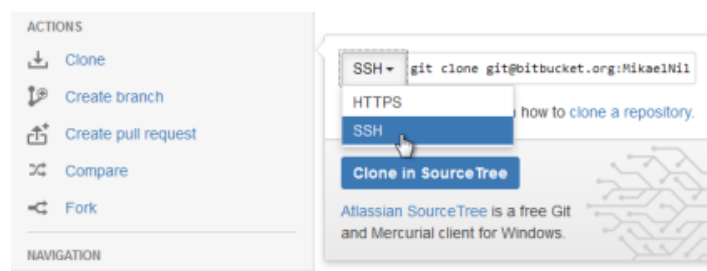 ACTIONS
Clone
Create branch
Create pull request
Compare
Fork
NAVIGATION
SSH
git clone git@bitbucket.org:MikaelNil
HTTPS
SSH
how to clone a repository.
Clone in SourceTree
Atlassian SourceTree is a free Git
and Mercurial client for Windows.